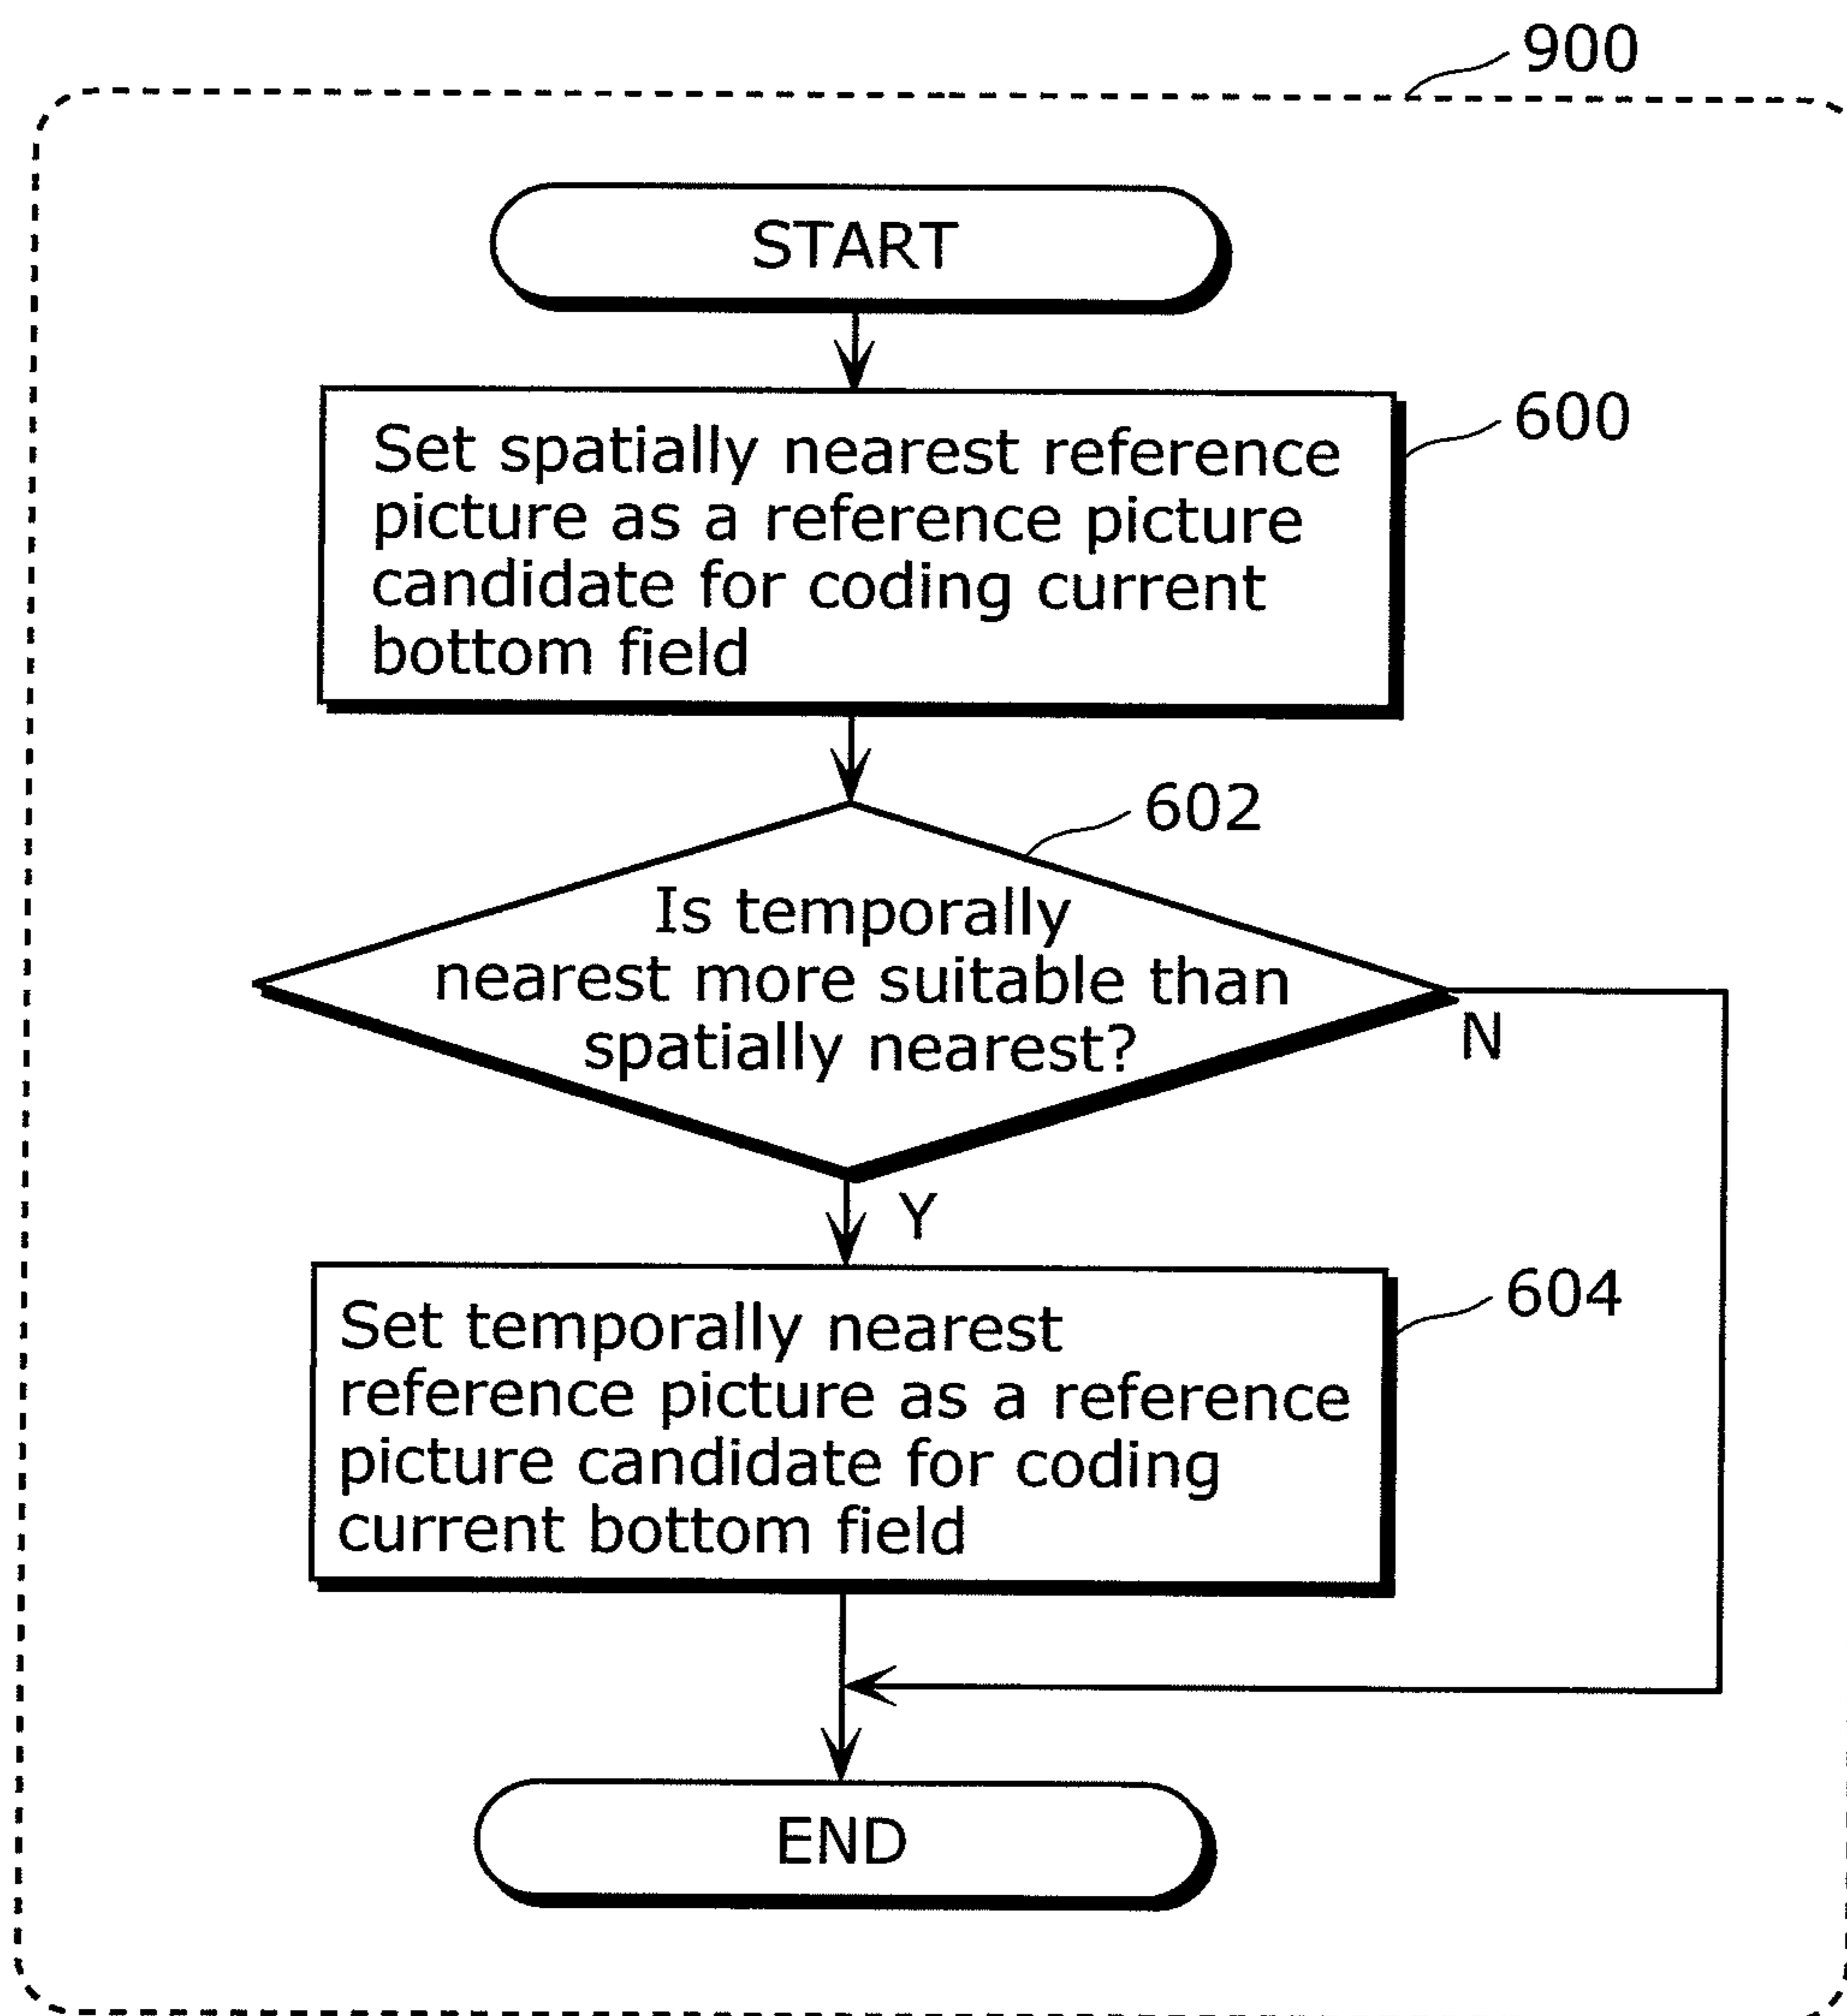 900
START
Set spatially nearest reference
picture as a reference picture
candidate for coding current
bottom field
600
602
Is temporally
nearest more suitable than
spatially nearest?
N
Y
Set temporally nearest
reference picture as a reference
picture candidate for coding
current bottom field
604
END